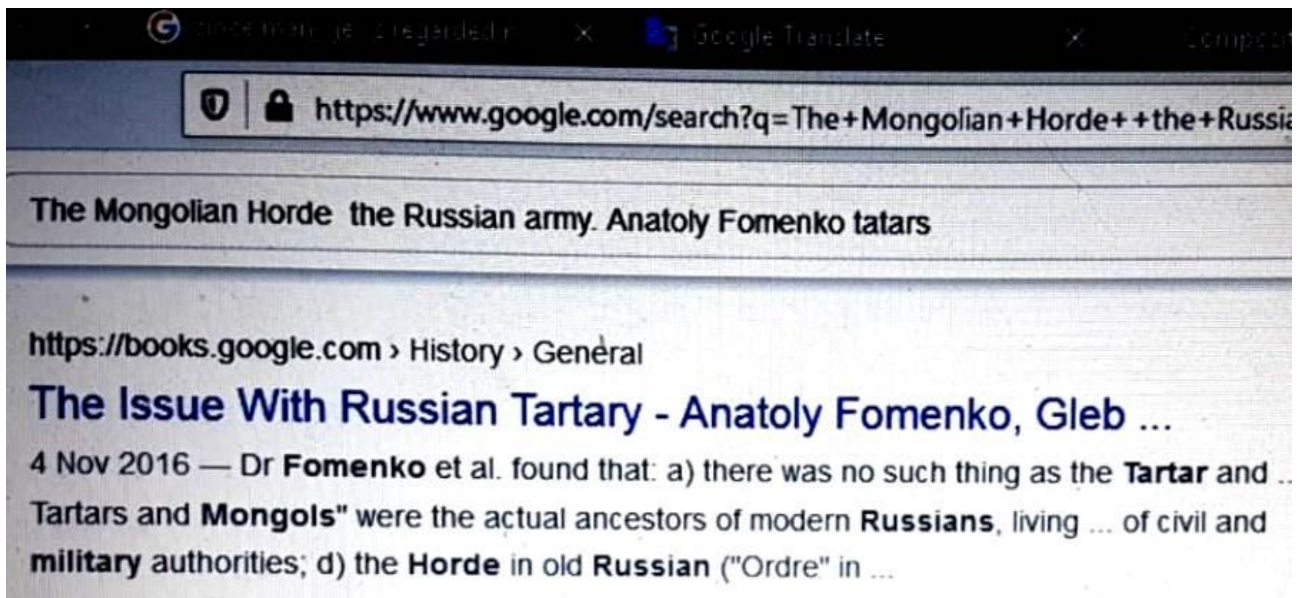 Google Translate
https://www.google.com/search?q=The+Mongolian+Horde++the+Russia
The Mongolian Horde the Russian army. Anatoly Fomenko tatars
https://books.google.com › History › General
The Issue With Russian Tartary - Anatoly Fomenko, Gleb ...
4 Nov 2016 — Dr Fomenko et al. found that: a) there was no such thing as the Tartar and ..
Tartars and Mongols" were the actual ancestors of modern Russians, living ... of civil and
military authorities; d) the Horde in old Russian ("Ordre" in ...